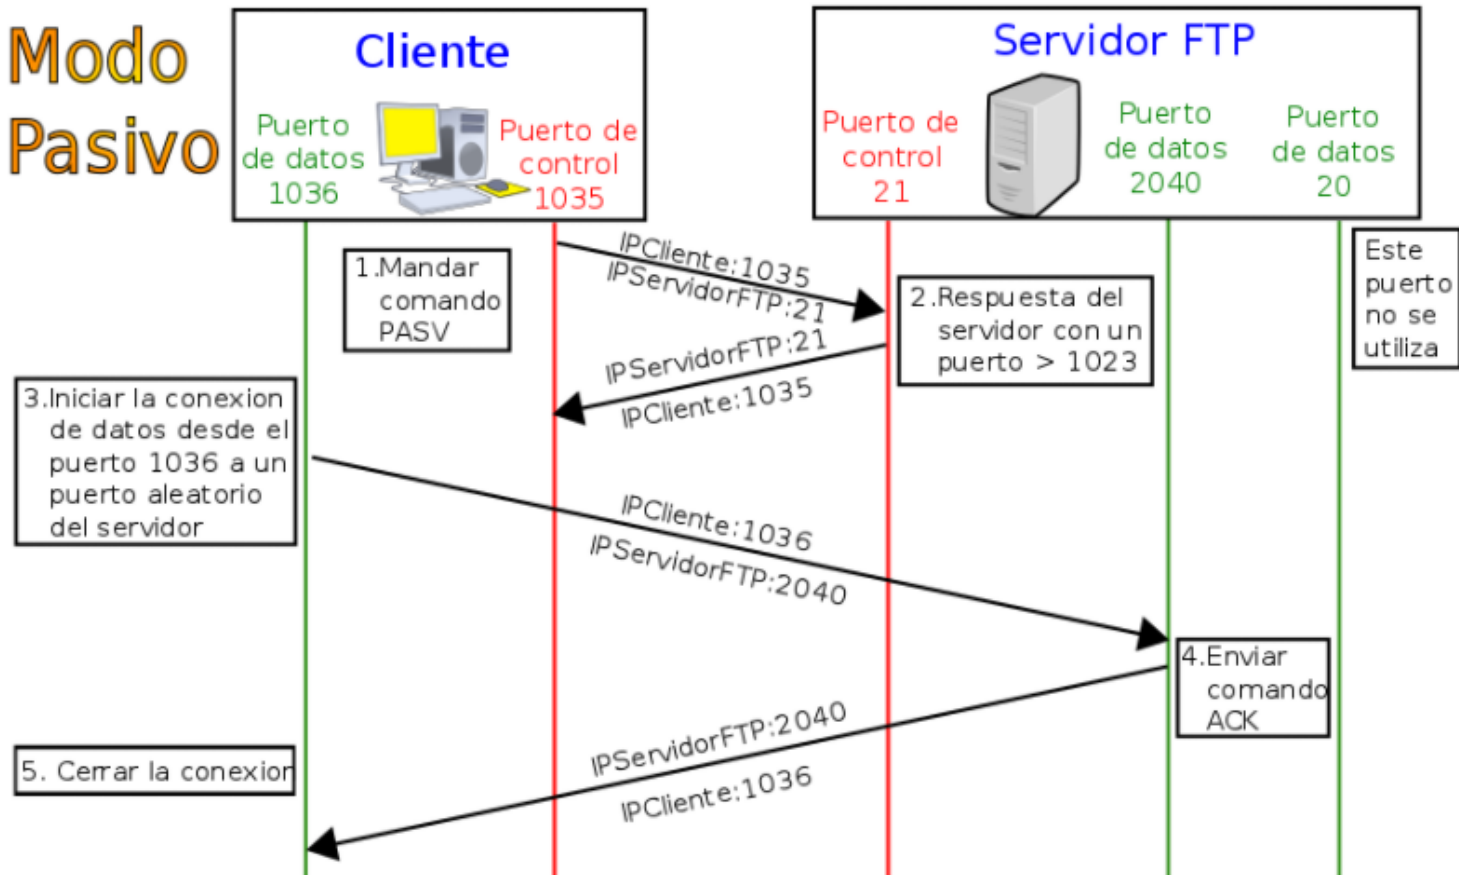 Modo
Pasivo
Cliente
Puerto
de datos
1036
Puerto de
control
1035
Servidor FTP
Puerto de
control
21
Puerto
de datos
2040
Puerto
de datos
20
1.Mandar
comando
PASV
IPCliente:1035
IPServidorFTP:21
2.Respuesta del
servidor con un
puerto > 1023
Este
puerto
no se
utiliza
IPServidorFTP:21
IPCliente:1035
3.Iniciar la conexion
de datos desde el
puerto 1036 a un
puerto aleatorio
del servidor
IPCliente:1036
IPServidorFTP:2040
4.Enviar
comando
ACK
IPServidorFTP:2040
IPCliente:1036
5. Cerrar la conexion